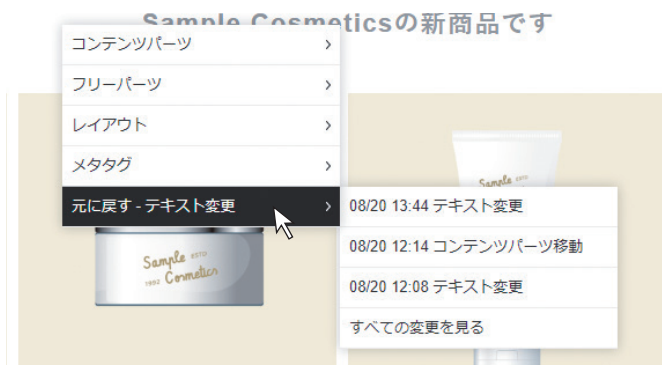 Sample Cosmeticsの新商品です
コンテンツパーツ
フリーパーツ
レイアウト
メタタグ
元に戻す - テキスト変更
08/20 13:44 テキスト変更
08/20 12:14 コンテンツパーツ移動
08/20 12:08 テキスト変更
すべての変更を見る
Sample ESTD
1992 Cosmetics
Sample ESTD